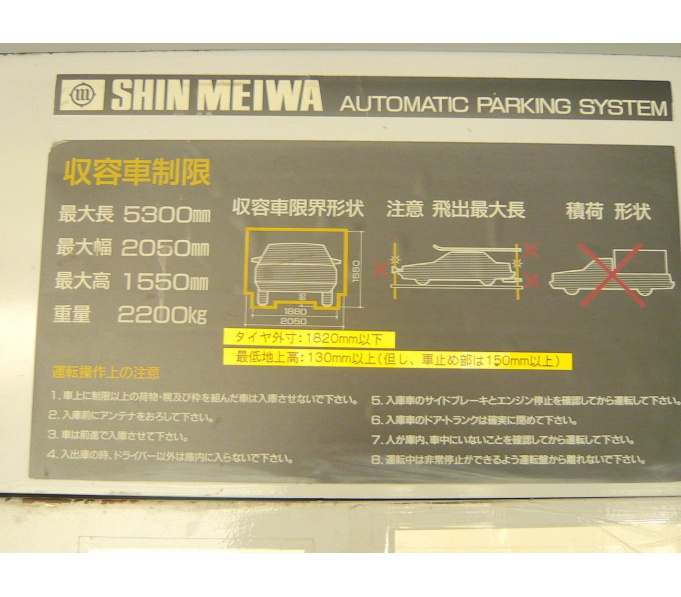 SHIN MEIWA AUTOMATIC PARKING SYSTEM
収容車制限
最大長 5300mm
最大幅 2050mm
最大高 1550mm
重量 2200kg
収容車限界形状
1550
1880
2050
注意 飛出最大長
積荷 形状
タイヤ外寸:1820mm以下
最低地上高:130mm以上(但し、車止め部は150mm以上)
運転操作上の注意
1. 車上に制限以上の荷物・幌及び枠を組んだ車は入庫させないで下さい。
2. 入庫前にアンテナをおろして下さい。
3. 車は前進で入庫させて下さい。
4. 入出車の時、ドライバー以外は庫内に入らないで下さい。
5. 入庫車のサイドブレーキとエンジン停止を確認してから運転して下さい。
6. 入庫車のドア・トランクは確実に閉めて下さい。
7. 人が庫内、車中にいないことを確認してから運転して下さい。
8. 運転中は非常停止ができるよう運転盤から離れないで下さい。